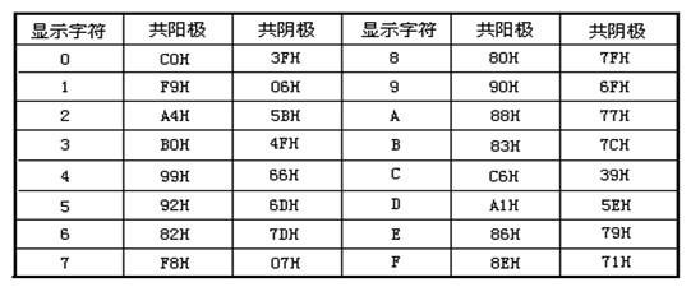 显示字符 共阳极 共阴极 显示字符 共阳极 共阴极
0 C0H 3FH 8 80H 7FH
1 F9H 06H 9 90H 6FH
2 A4H 5BH A 88H 77H
3 B0H 4FH B 83H 7CH
4 99H 66H C C6H 39H
5 92H 6DH D A1H 5EH
6 82H 7DH E 86H 79H
7 F8H 07H F 8EH 71H